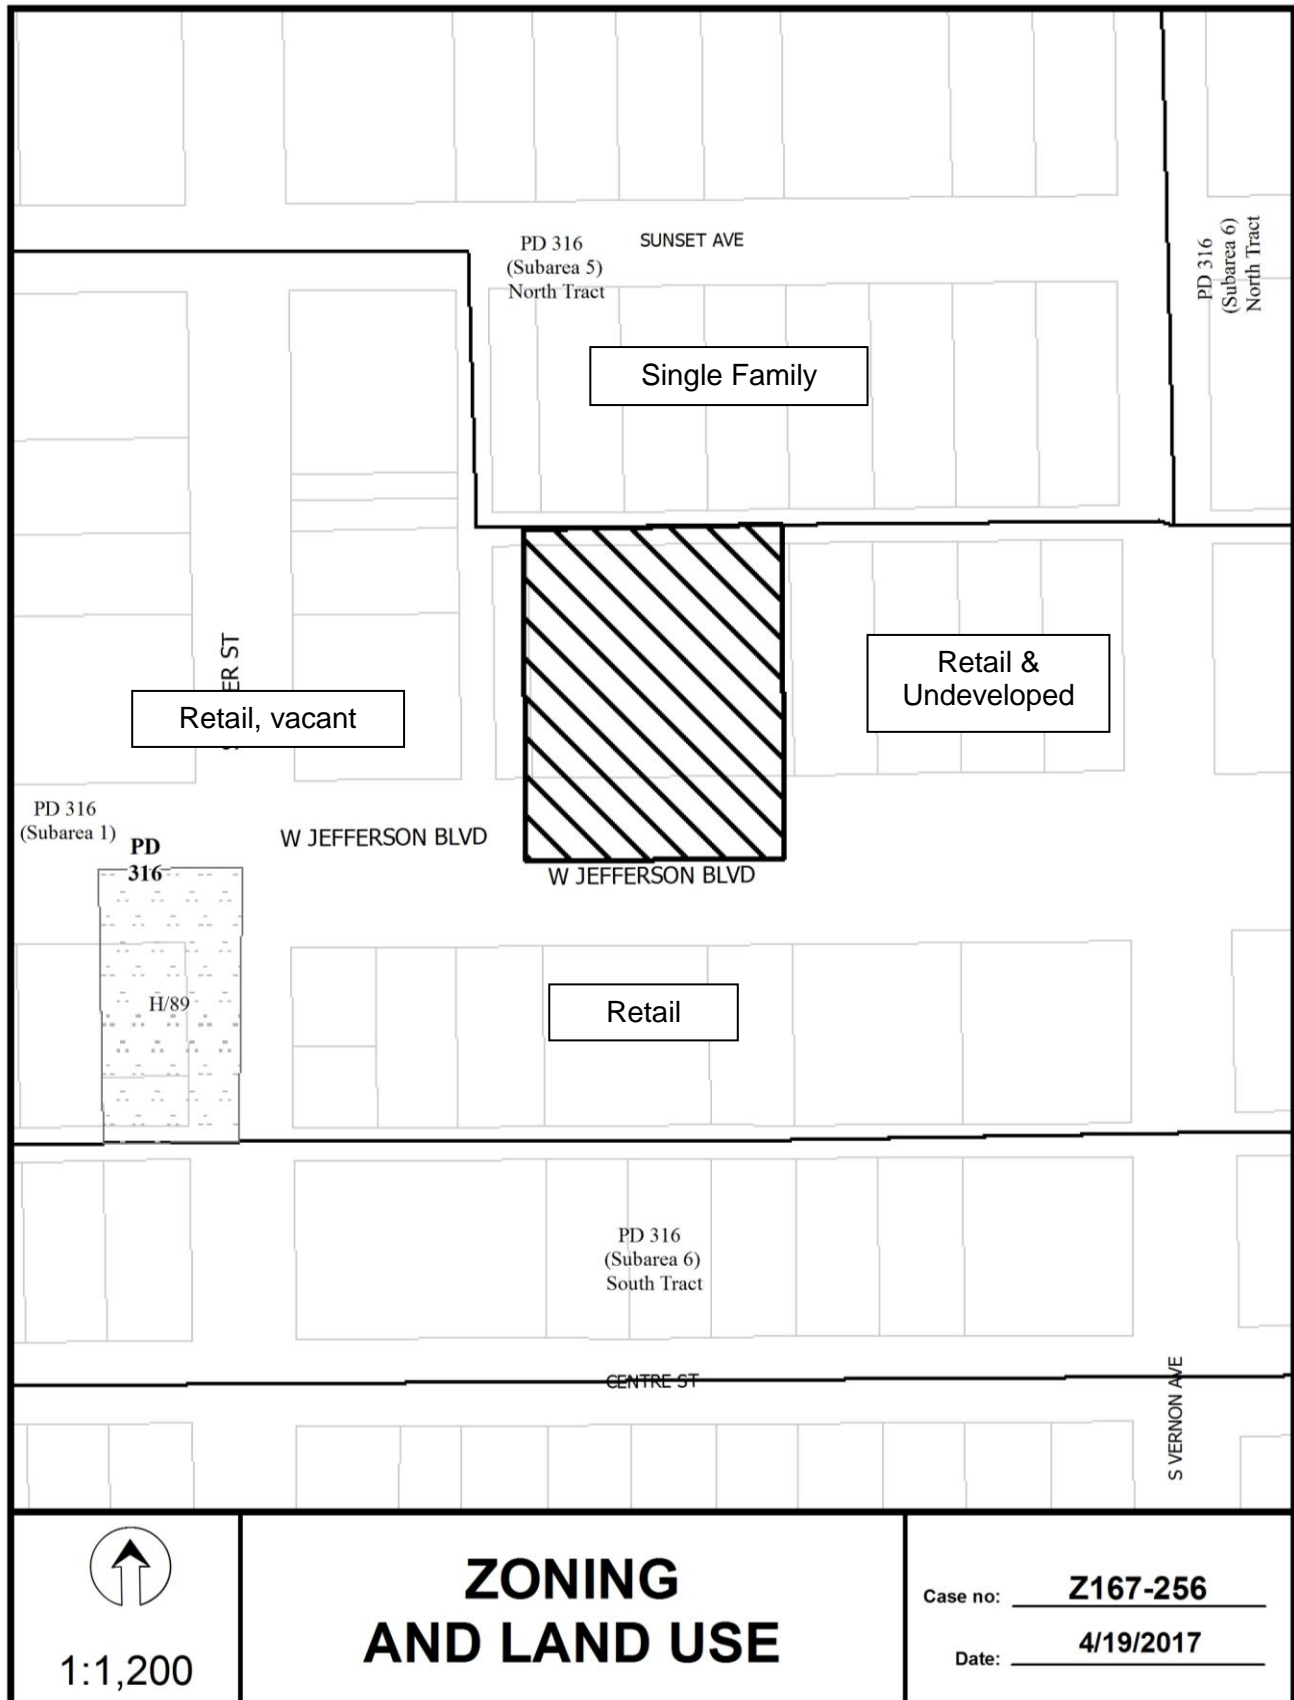 PD 316
(Subarea 5)
North Tract
SUNSET AVE
PD 316
(Subarea 6)
North Tract
Single Family
Retail &
Undeveloped
ER ST
Retail, vacant
PD 316
(Subarea 1)
PD
316
W JEFFERSON BLVD
W JEFFERSON BLVD
H/89
Retail
PD 316
(Subarea 6)
South Tract
CENTRE ST
S VERNON AVE
1:1,200
ZONING
AND LAND USE
Case no: Z167-256
Date: 4/19/2017